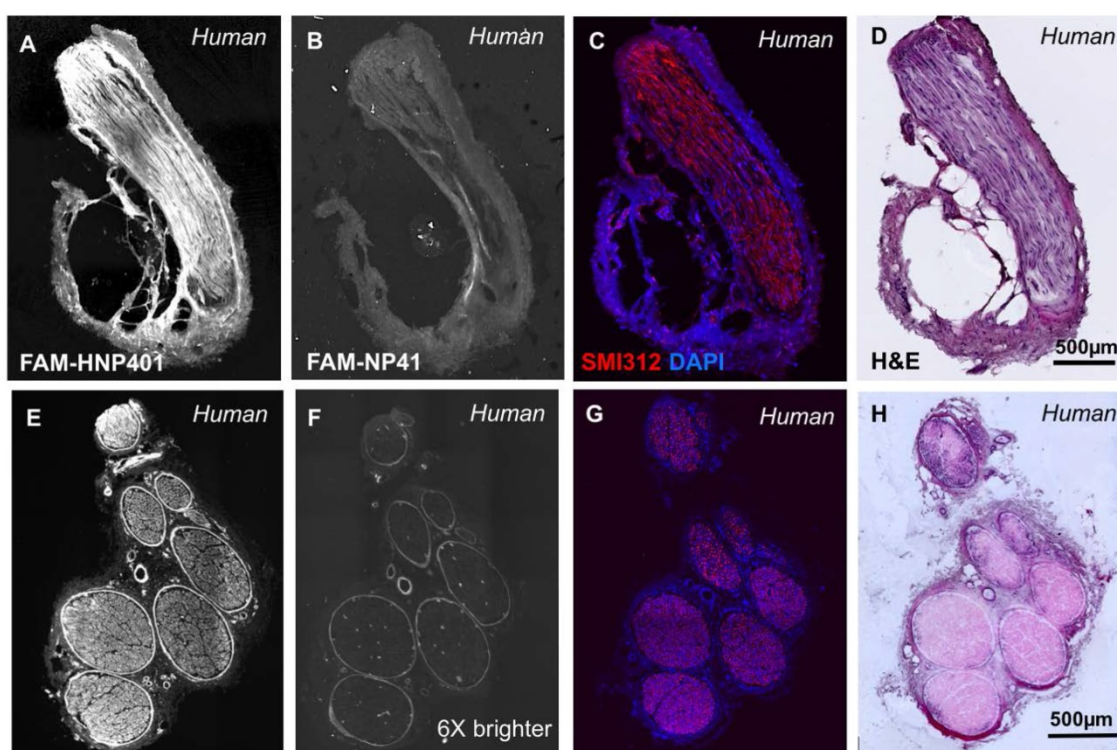 A Human
B Human
C Human
D Human
FAM-HNP401
FAM-NP41
SMI312 DAPI
H&E
500µm
E Human
F Human
G Human
H Human
6X brighter
500µm